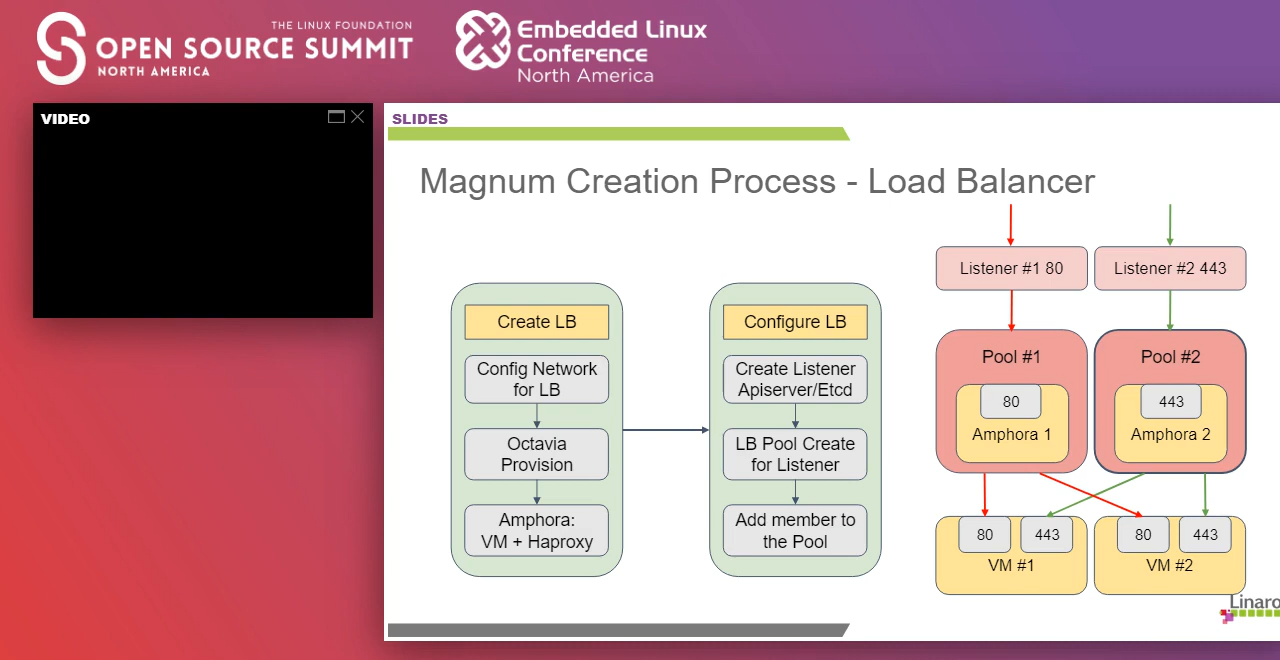 THE LINUX FOUNDATION
OPEN SOURCE SUMMIT
NORTH AMERICA
Embedded Linux
Conference
North America
VIDEO
SLIDES
Magnum Creation Process - Load Balancer
Create LB
Config Network
for LB
Octavia
Provision
Amphora:
VM + Haproxy
Configure LB
Create Listener
Apiserver/Etcd
LB Pool Create
for Listener
Add member to
the Pool
Listener #1 80
Listener #2 443
Pool #1
80
Amphora 1
Pool #2
443
Amphora 2
80
443
VM #1
80
443
VM #2
Linaro